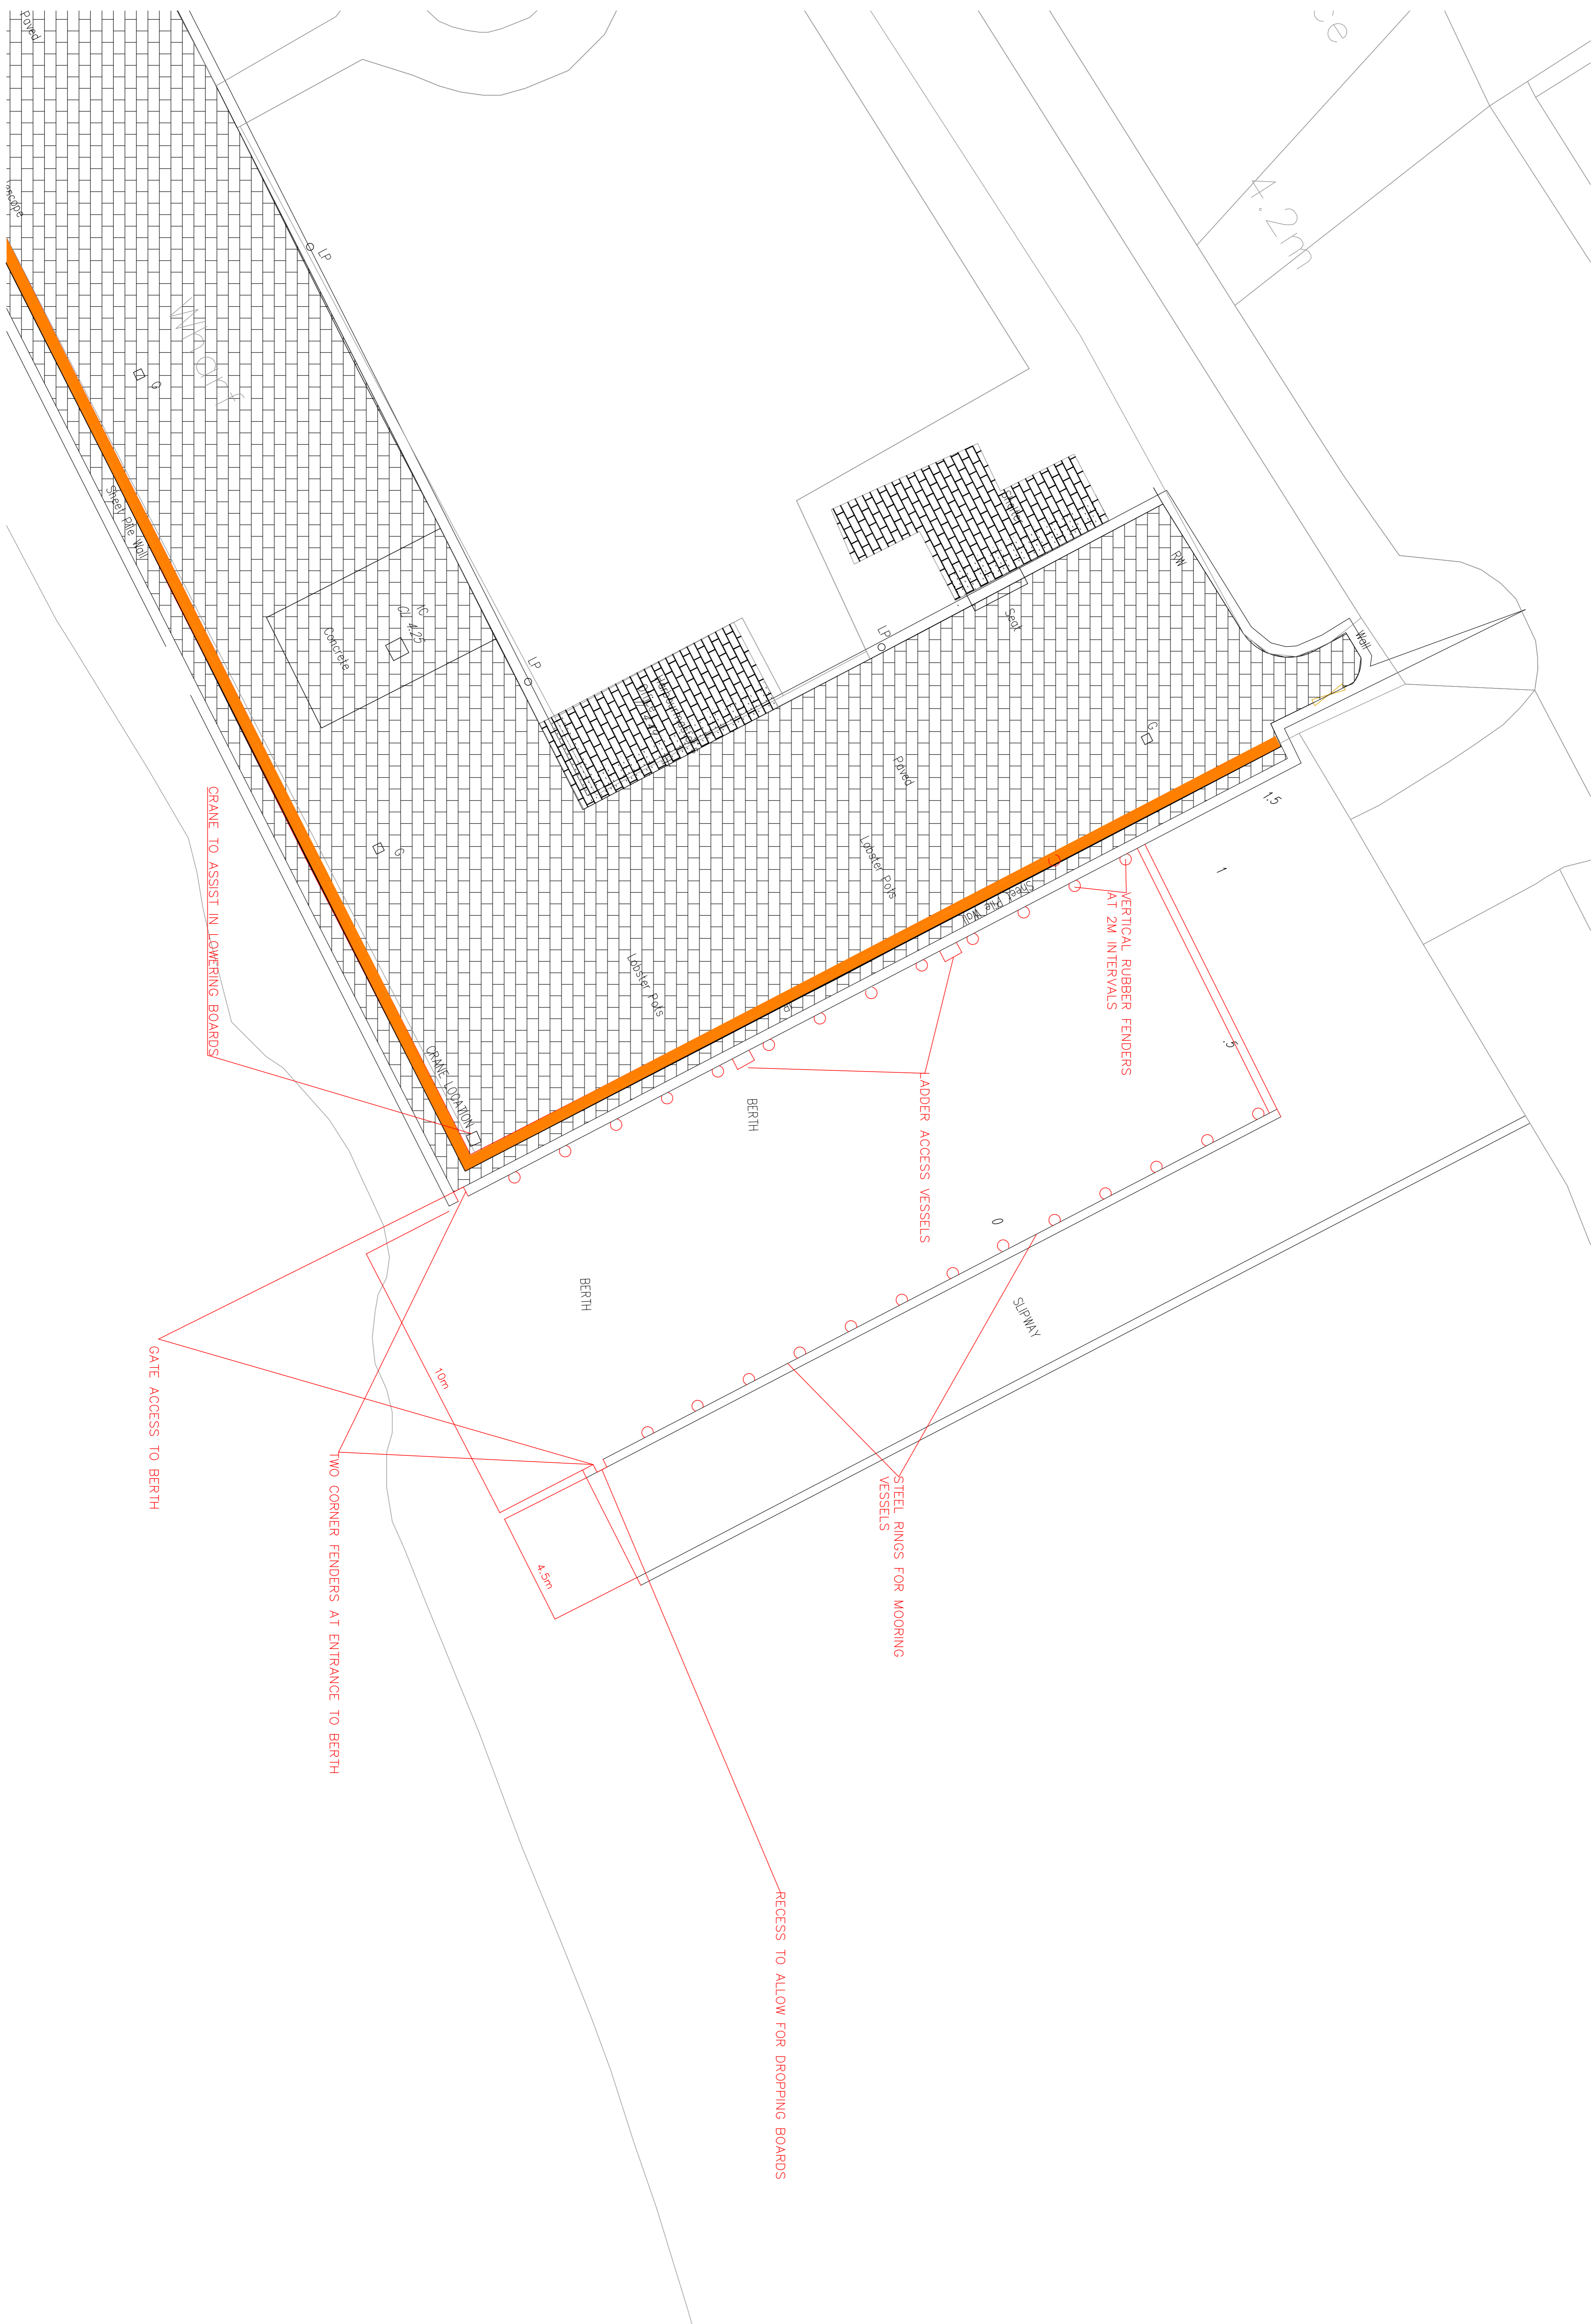 Paved
LP
Wharf
G
Sheet Pile Wall
IC
CL 4.25
Concrete
LP
G
LP
Seat
RW
Wall
G
Paved
Lobster Pots
Lobster Pots
Sheet Pile Wall
4.2m
1.5
1
.5
0
CRANE LOCATION
BERTH
BERTH
SLIPWAY
10m
4.5m
CRANE TO ASSIST IN LOWERING BOARDS
VERTICAL RUBBER FENDERS
AT 2M INTERVALS
LADDER ACCESS VESSELS
GATE ACCESS TO BERTH
TWO CORNER FENDERS AT ENTRANCE TO BERTH
STEEL RINGS FOR MOORING
VESSELS
RECESS TO ALLOW FOR DROPPING BOARDS